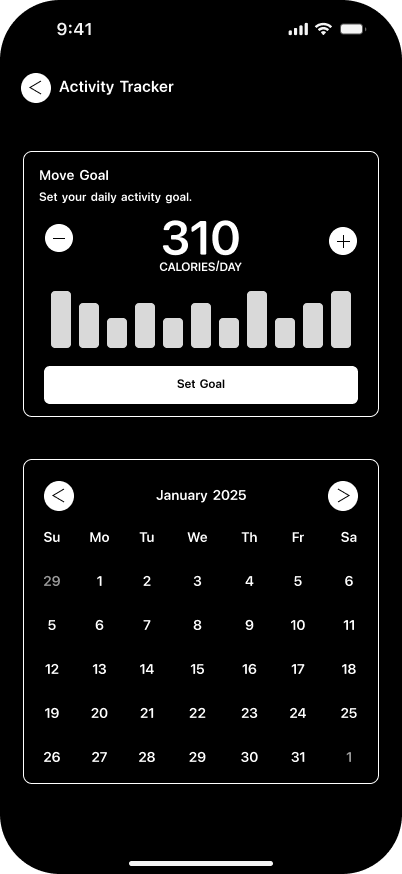 9:41
Activity Tracker
Move Goal
Set your daily activity goal.
310
CALORIES/DAY
Set Goal
January 2025
Su Mo Tu We Th Fr Sa
29 1 2 3 4 5 6
5 6 7 8 9 10 11
12 13 14 15 16 17 18
19 20 21 22 23 24 25
26 27 28 29 30 31 1